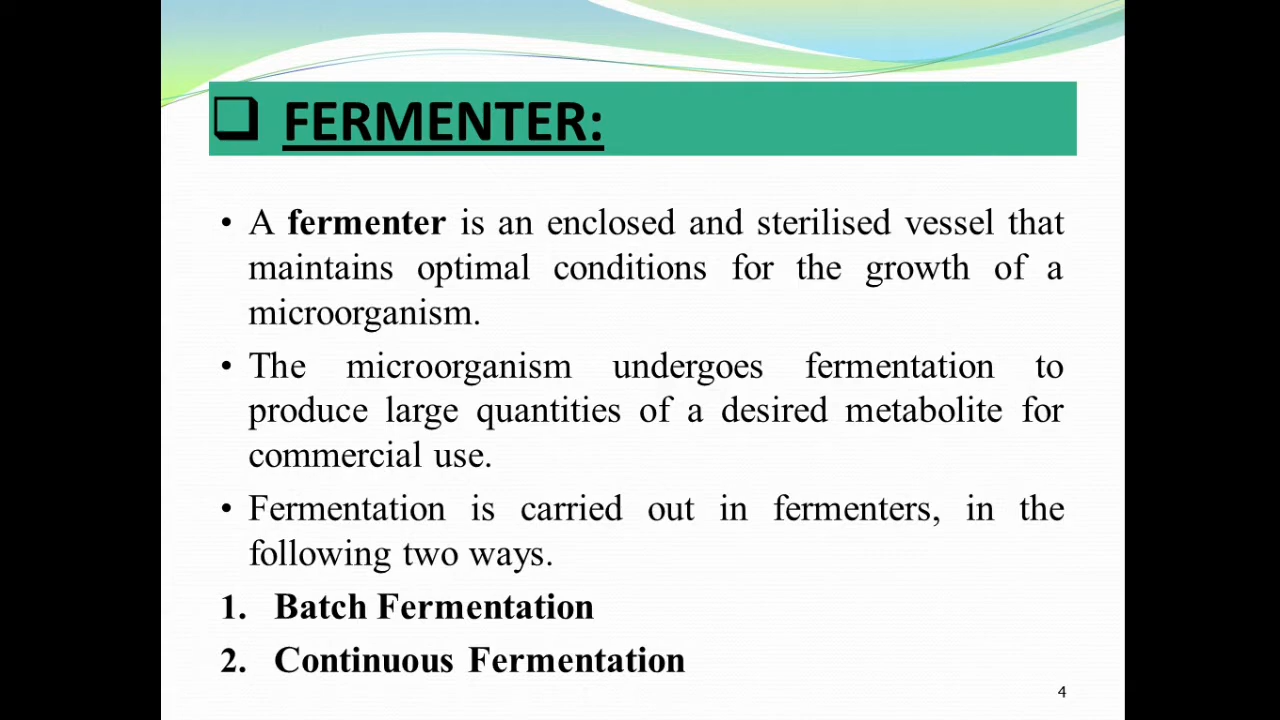 ❑ FERMENTER:
• A fermenter is an enclosed and sterilised vessel that
maintains optimal conditions for the growth of a
microorganism.
• The microorganism undergoes fermentation to
produce large quantities of a desired metabolite for
commercial use.
• Fermentation is carried out in fermenters, in the
following two ways.
1. Batch Fermentation
2. Continuous Fermentation
4